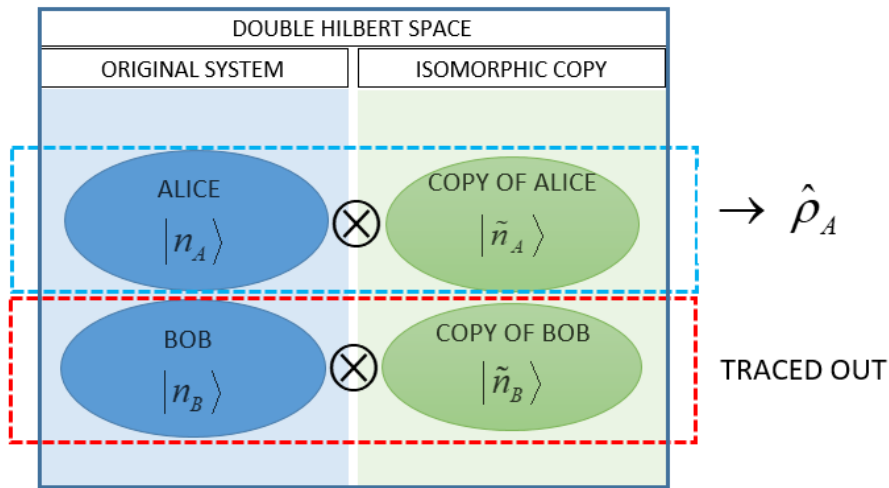 DOUBLE HILBERT SPACE
ORIGINAL SYSTEM
ISOMORPHIC COPY
ALICE
|n_A⟩
⊗
COPY OF ALICE
|ñ_A⟩
→ ρ̂_A
BOB
|n_B⟩
⊗
COPY OF BOB
|ñ_B⟩
TRACED OUT